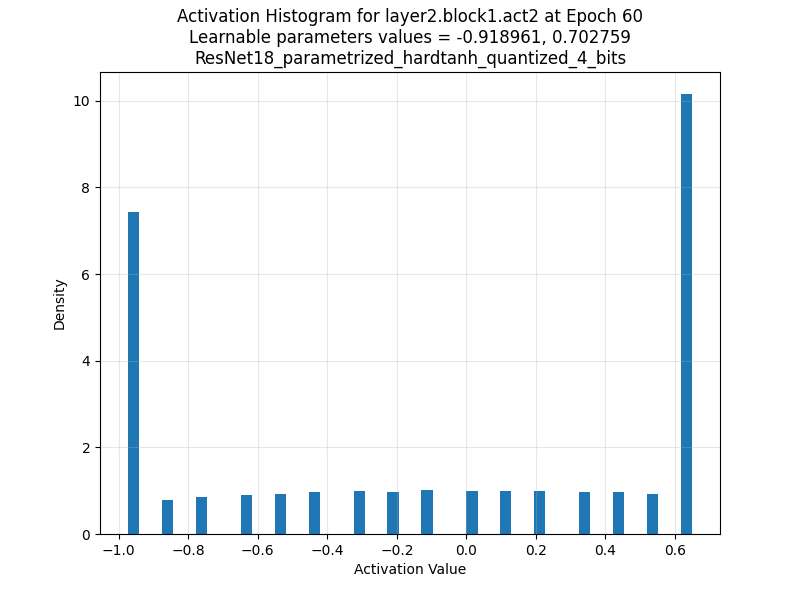 Activation Histogram for layer2.block1.act2 at Epoch 60
Learnable parameters values = -0.918961, 0.702759
ResNet18_parametrized_hardtanh_quantized_4_bits
10
8
6
4
2
0
Density
−1.0 −0.8 −0.6 −0.4 −0.2 0.0 0.2 0.4 0.6
Activation Value